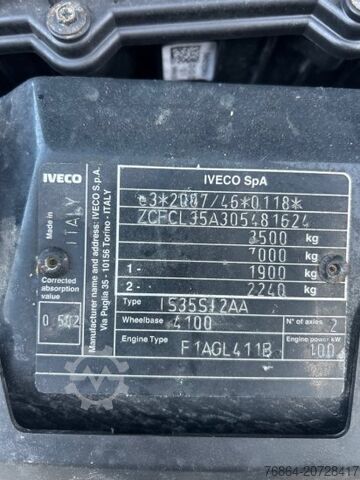 IVECO
IVECO SpA
Made in
ITALY
Manufacturer name and address: IVECO S.p.A.
Via Puglia 35 - 10156 Torino - ITALY
e3*2007/46*0118*
ZCFCL35A305481624
3500 kg
7000 kg
1- 1900 kg
2- 2240 kg
Corrected
absorption
value
0.502
Type IS35SI2AA
Wheelbase 4100 N° of axles 2
Engine Type F1AGL411B Engine power kW 100
76864-20728417